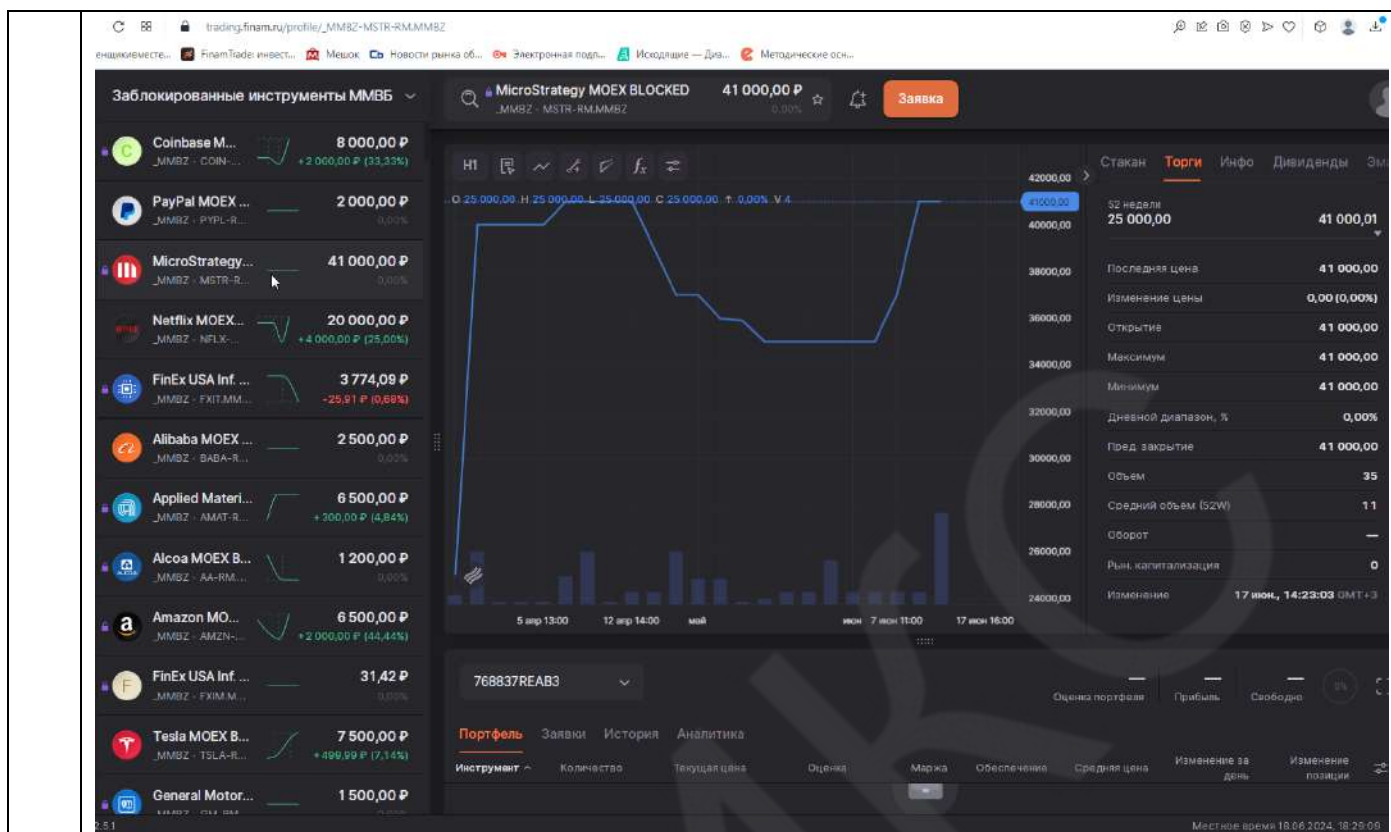 trading.finam.ru/profile/_MMBZ-MSTR-RM.MMBZ
енщикивместе... FinamTrade: инвест... Мешок Новости рынка об... Электронная подп... Исходящие — Диа... Методические осн...
Заблокированные инструменты ММВБ
MicroStrategy MOEX BLOCKED 41 000,00 ₽
_MMBZ · MSTR-RM.MMBZ 0,00%
Заявка
Coinbase M... 8 000,00 ₽
_MMBZ · COIN-... +2 000,00 ₽ (33,33%)
PayPal MOEX ... 2 000,00 ₽
_MMBZ · PYPL-R... 0,00%
MicroStrategy... 41 000,00 ₽
_MMBZ · MSTR-R... 0,00%
Netflix MOEX... 20 000,00 ₽
_MMBZ · NFLX-... +4 000,00 ₽ (25,00%)
FinEx USA Inf. ... 3 774,09 ₽
_MMBZ · FXIT.MM... -25,91 ₽ (0,68%)
Alibaba MOEX ... 2 500,00 ₽
_MMBZ · BABA-R... 0,00%
Applied Materi... 6 500,00 ₽
_MMBZ · AMAT-R... +300,00 ₽ (4,84%)
Alcoa MOEX B... 1 200,00 ₽
_MMBZ · AA-RM.... 0,00%
Amazon MO... 6 500,00 ₽
_MMBZ · AMZN-... +2 000,00 ₽ (44,44%)
FinEx USA Inf. ... 31,42 ₽
_MMBZ · FXIM.M... 0,00%
Tesla MOEX B... 7 500,00 ₽
_MMBZ · TSLA-R... +499,99 ₽ (7,14%)
General Motor... 1 500,00 ₽
2.5.1
H1
O 25 000,00 H 25 000,00 L 25 000,00 C 25 000,00 ↑ 0,00% V 4
42000,00
41000,00
40000,00
38000,00
36000,00
34000,00
32000,00
30000,00
28000,00
26000,00
24000,00
5 апр 13:00 12 апр 14:00 май июн 7 июн 11:00 17 июн 16:00
Стакан Торги Инфо Дивиденды
52 недели
25 000,00 41 000,01
Последняя цена 41 000,00
Изменение цены 0,00 (0,00%)
Открытие 41 000,00
Максимум 41 000,00
Минимум 41 000,00
Дневной диапазон, % 0,00%
Пред. закрытие 41 000,00
Объем 35
Средний объем (52W) 11
Оборот —
Рын. капитализация 0
Изменение 17 июн., 14:23:03 GMT+3
768837REAB3
Оценка портфеля Прибыль Свободно 0%
Портфель Заявки История Аналитика
Инструмент Количество Текущая цена Оценка Маржа Обеспечение Средняя цена Изменение за день Изменение позиции
Местное время 18.06.2024, 18:29:09